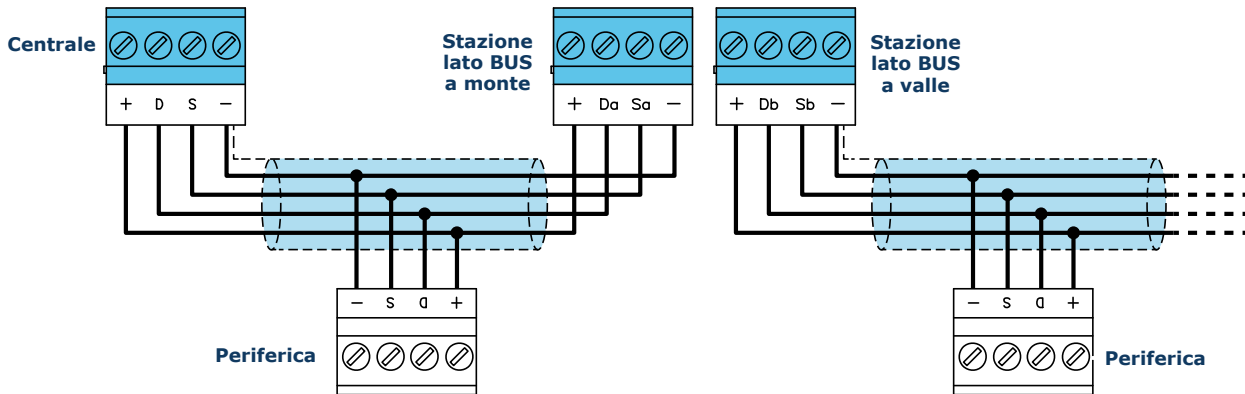 Centrale
+ D S −
Stazione
lato BUS
a monte
+ Da Sa −
+ Db Sb −
Stazione
lato BUS
a valle
− S D +
Periferica
− S D +
Periferica